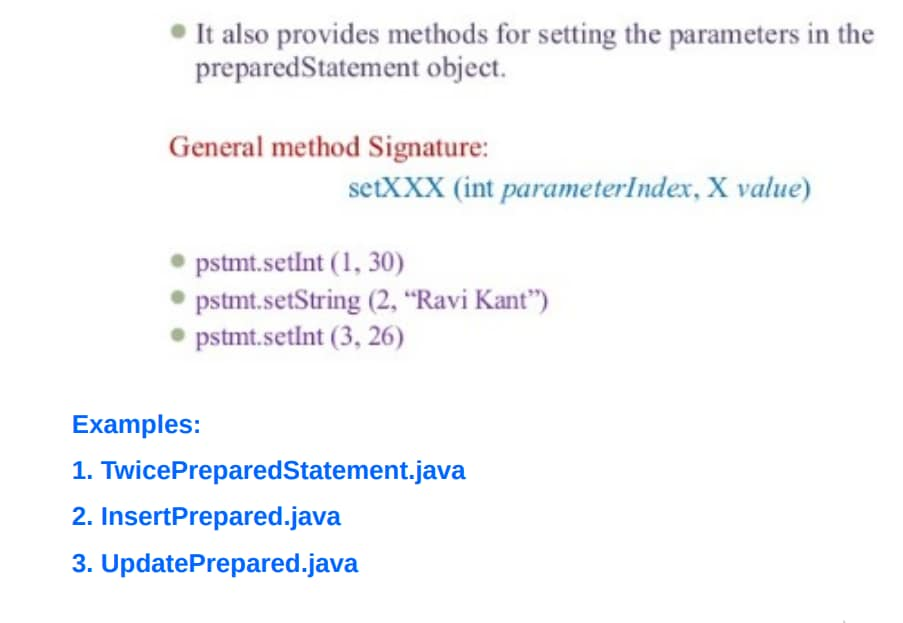 It also provides methods for setting the parameters in the
preparedStatement object.
General method Signature:
setXXX (int parameterIndex, X value)
pstmt.setInt (1, 30)
pstmt.setString (2, “Ravi Kant”)
pstmt.setInt (3, 26)
Examples:
1. TwicePreparedStatement.java
2. InsertPrepared.java
3. UpdatePrepared.java